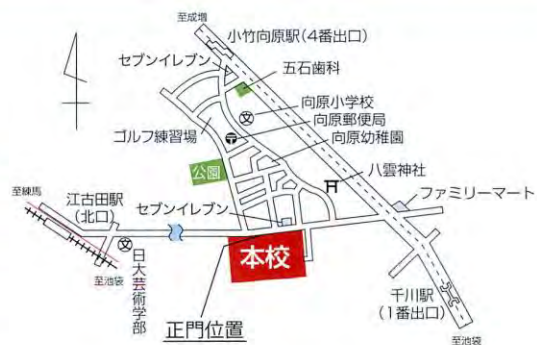 至成増
小竹向原駅(4番出口)
セブンイレブン
五石歯科
向原小学校
文
向原郵便局
ゴルフ練習場
向原幼稚園
公園
八雲神社
至練馬
江古田駅
(北口)
セブンイレブン
ファミリーマート
文
日大芸術学部
本校
至池袋
千川駅
(1番出口)
正門位置
至池袋